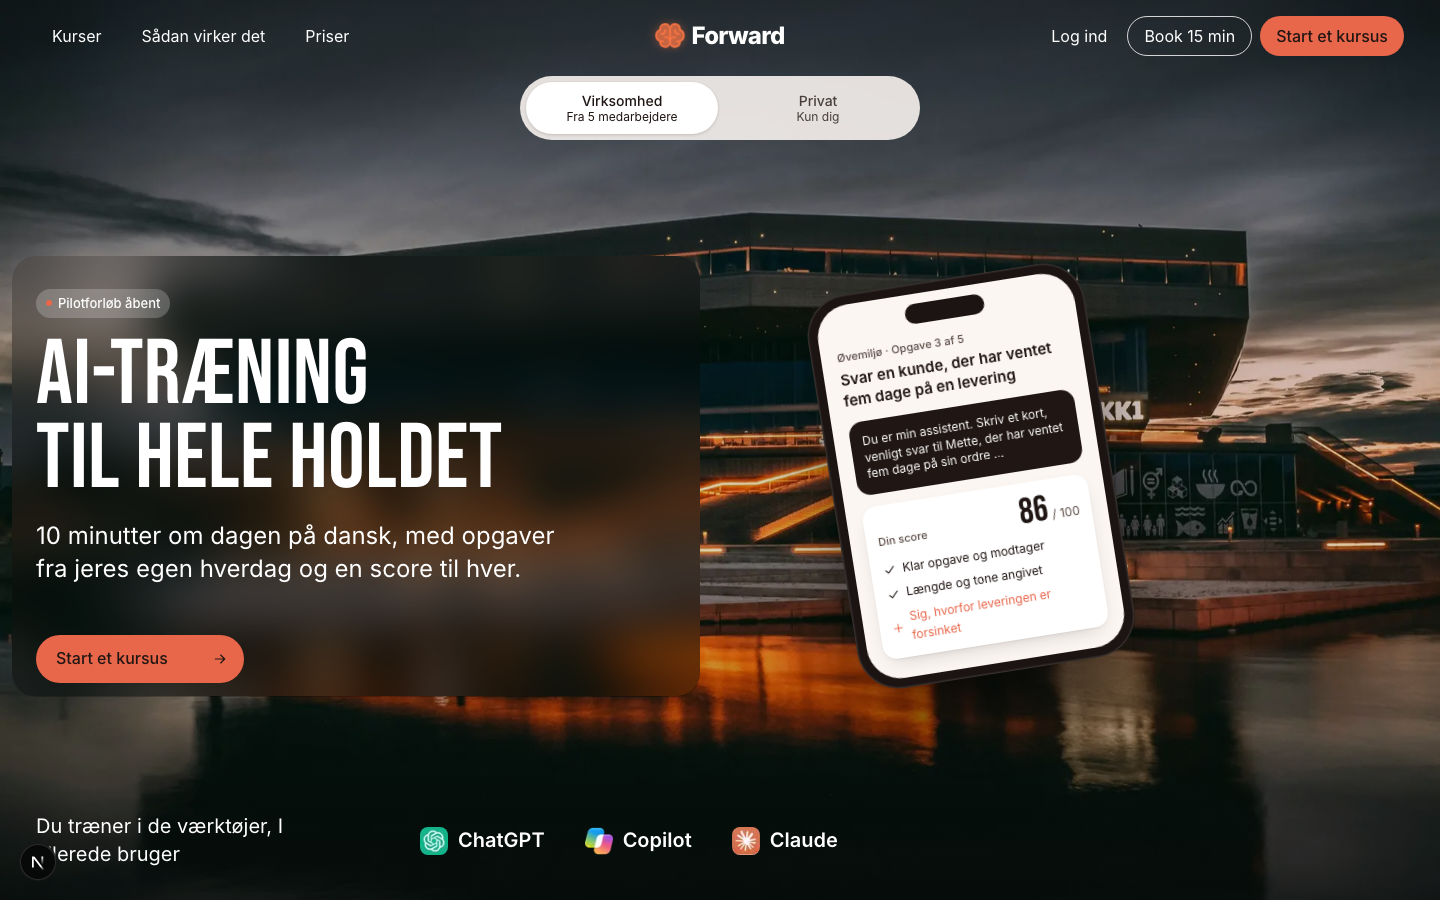 Kurser
Sådan virker det
Priser
Forward
Log ind
Book 15 min
Start et kursus
Virksomhed
Fra 5 medarbejdere
Privat
Kun dig
Pilotforløb åbent
AI-TRÆNING
TIL HELE HOLDET
10 minutter om dagen på dansk, med opgaver
fra jeres egen hverdag og en score til hver.
Start et kursus
Øvemiljø · Opgave 3 af 5
Svar en kunde, der har ventet
fem dage på en levering
Du er min assistent. Skriv et kort,
venligt svar til Mette, der har ventet
fem dage på sin ordre ...
Din score
86 / 100
Klar opgave og modtager
Længde og tone angivet
Sig, hvorfor leveringen er
forsinket
KK1
Du træner i de værktøjer, I
bruger
N
ChatGPT
Copilot
Claude